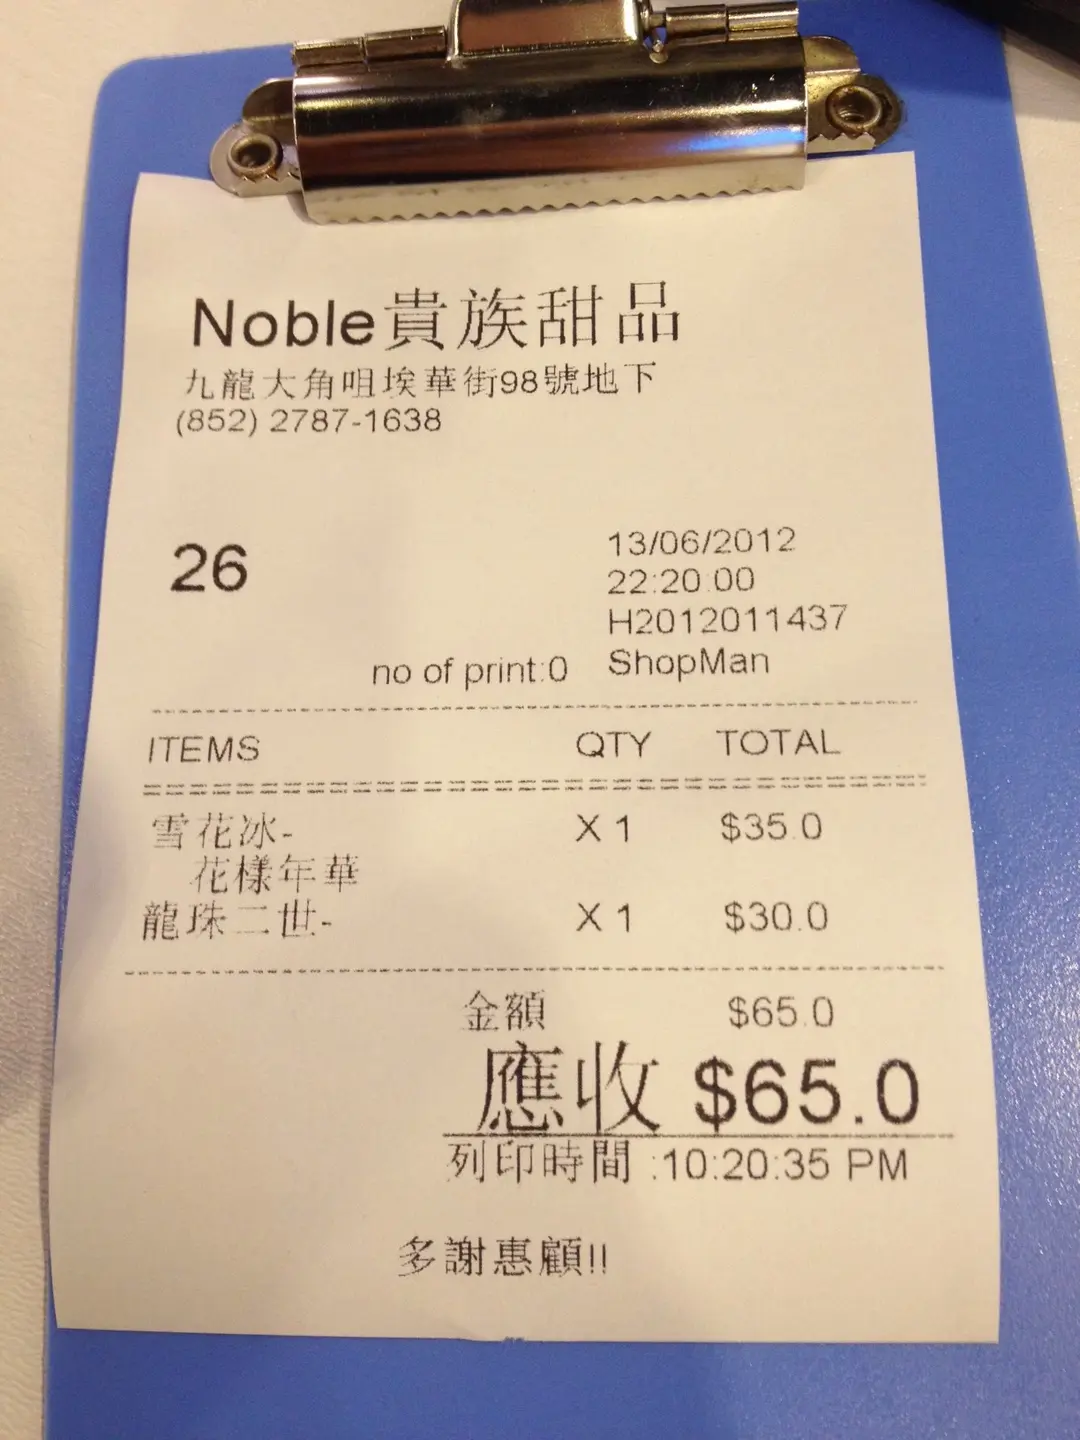 Noble貴族甜品
九龍大角咀埃華街98號地下
(852) 2787-1638
26
13/06/2012
22:20:00
H2012011437
no of print:0 ShopMan
ITEMS QTY TOTAL
雪花冰- X 1 $35.0
花樣年華
龍珠二世- X 1 $30.0
金額 $65.0
應收 $65.0
列印時間 :10:20:35 PM
多謝惠顧!!